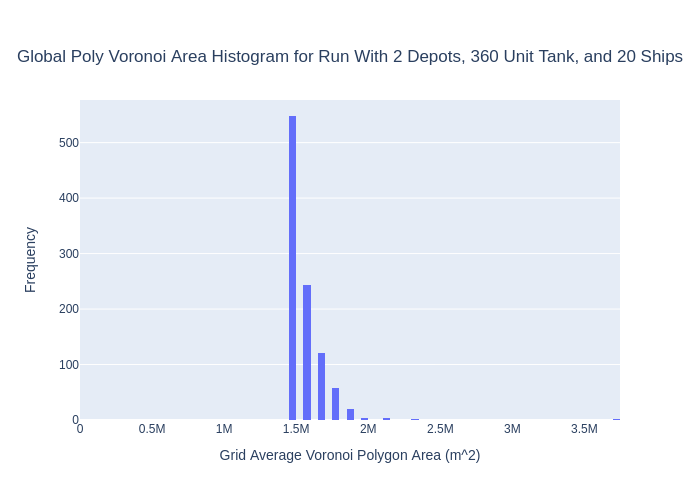 Global Poly Voronoi Area Histogram for Run With 2 Depots, 360 Unit Tank, and 20 Ships
500
400
300
200
100
0
Frequency
0 0.5M 1M 1.5M 2M 2.5M 3M 3.5M
Grid Average Voronoi Polygon Area (m^2)